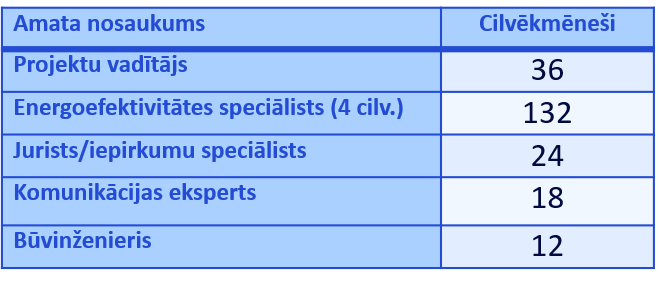 Amata nosaukums Cilvēkmēneši
Projektu vadītājs 36
Energoefektivitātes speciālists (4 cilv.) 132
Jurists/iepirkumu speciālists 24
Komunikācijas eksperts 18
Būvinženieris 12